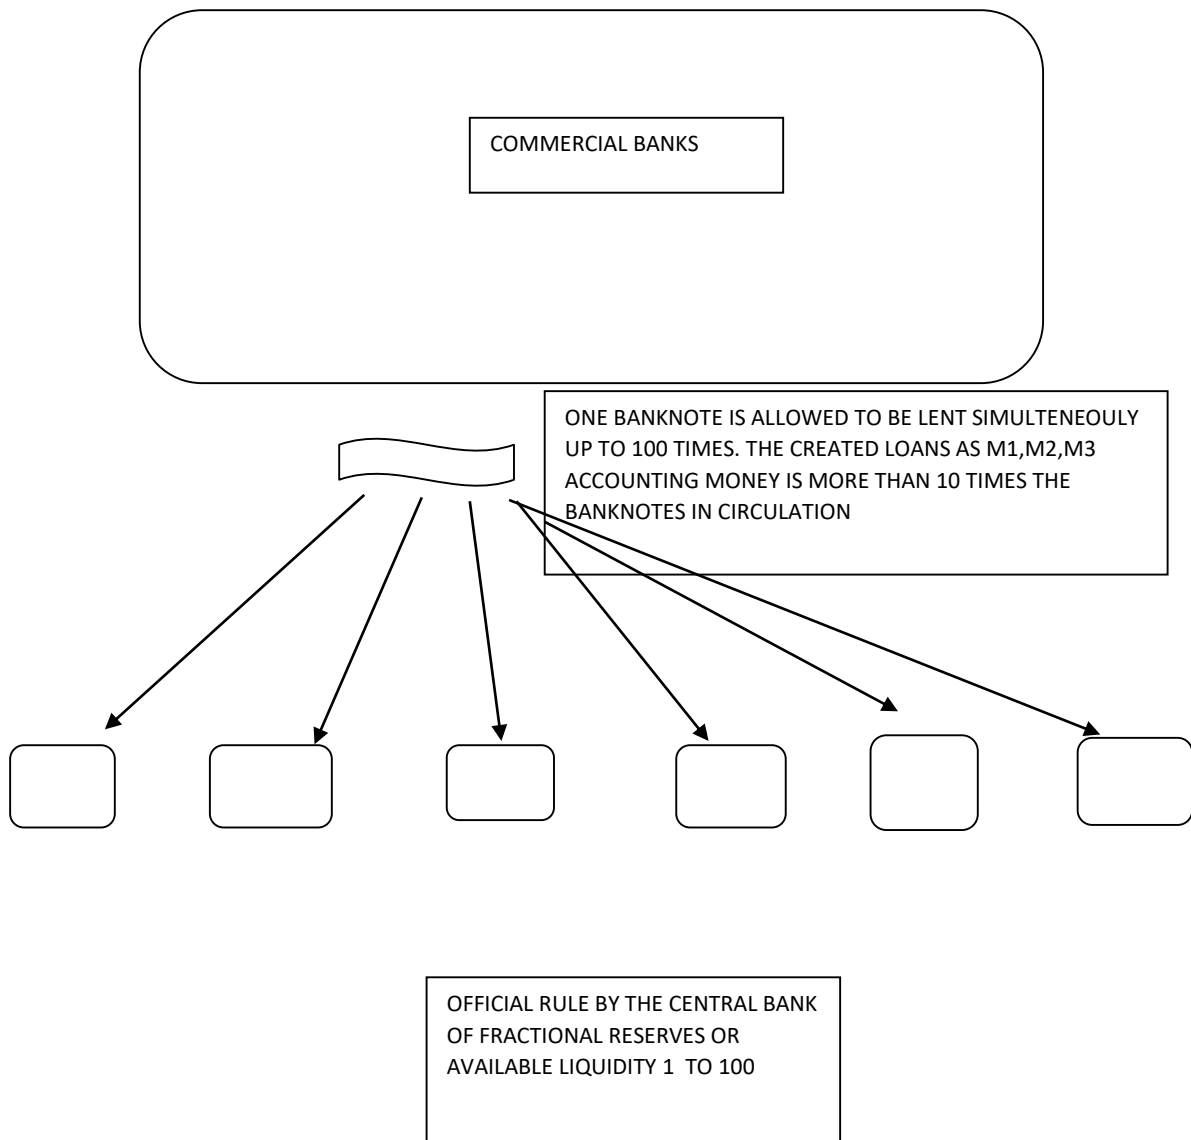 COMMERCIAL BANKS
ONE BANKNOTE IS ALLOWED TO BE LENT SIMULTENEOULY
UP TO 100 TIMES. THE CREATED LOANS AS M1,M2,M3
ACCOUNTING MONEY IS MORE THAN 10 TIMES THE
BANKNOTES IN CIRCULATION
OFFICIAL RULE BY THE CENTRAL BANK
OF FRACTIONAL RESERVES OR
AVAILABLE LIQUIDITY 1 TO 100